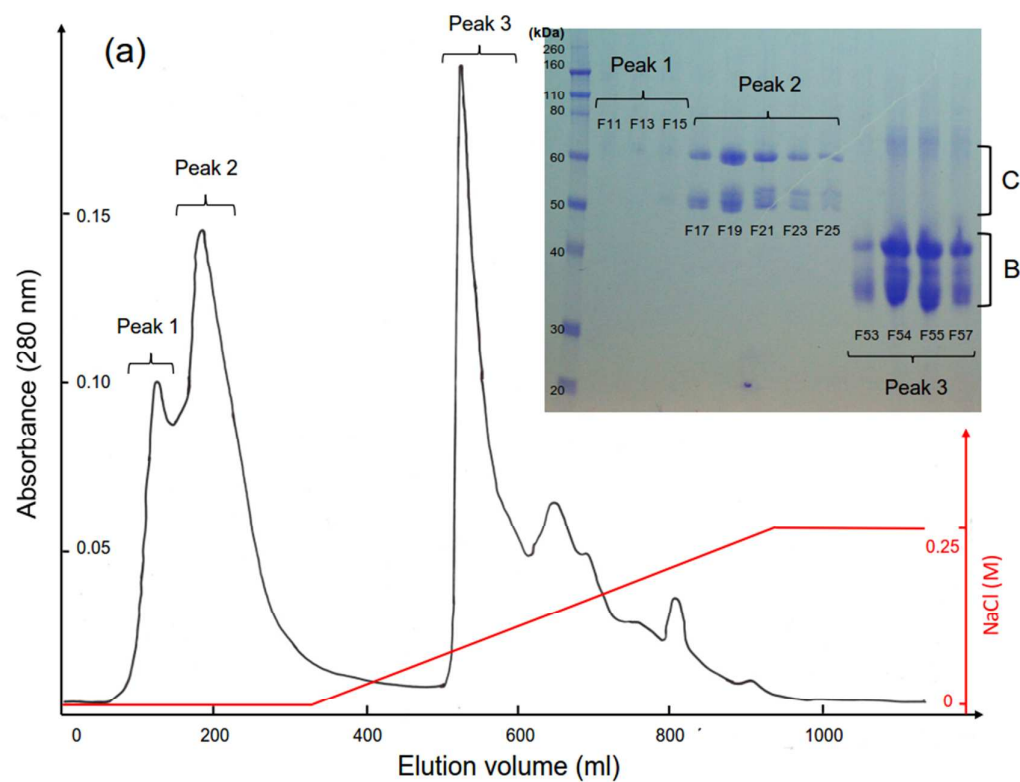 (a)
Peak 3
(kDa)
260
160
110
80
60
50
40
30
20
Peak 1
F11 F13 F15
Peak 2
F17 F19 F21 F23 F25
C
B
F53 F54 F55 F57
Peak 3
Peak 2
Peak 1
Absorbance (280 nm)
0.15
0.10
0.05
0.25
0
NaCl (M)
0 200 400 600 800 1000
Elution volume (ml)